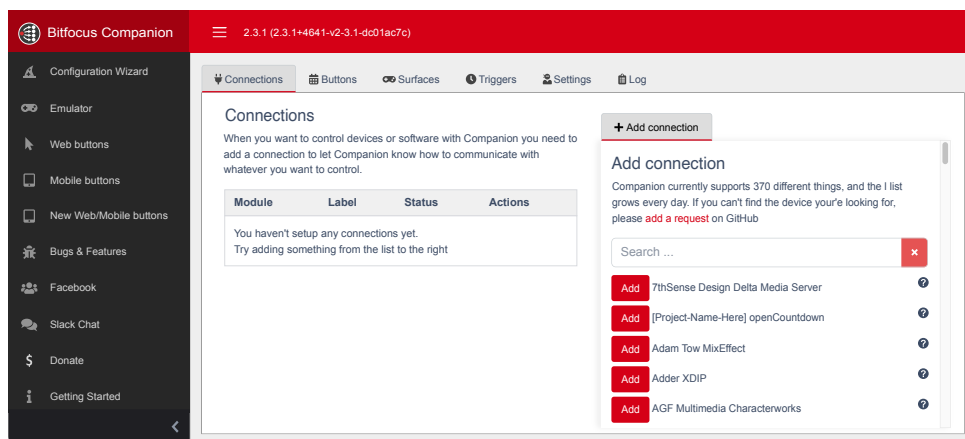 Bitfocus Companion
2.3.1 (2.3.1+4641-v2-3.1-dc01ac7c)
Configuration Wizard
Emulator
Web buttons
Mobile buttons
New Web/Mobile buttons
Bugs & Features
Facebook
Slack Chat
$ Donate
Getting Started
Connections
Buttons
Surfaces
Triggers
Settings
Log
Connections
When you want to control devices or software with Companion you need to
add a connection to let Companion know how to communicate with
whatever you want to control.
Module Label Status Actions
You haven't setup any connections yet.
Try adding something from the list to the right
+ Add connection
Add connection
Companion currently supports 370 different things, and the l list
grows every day. If you can't find the device your'e looking for,
please add a request on GitHub
Search ...
Add 7thSense Design Delta Media Server
Add [Project-Name-Here] openCountdown
Add Adam Tow MixEffect
Add Adder XDIP
Add AGF Multimedia Characterworks